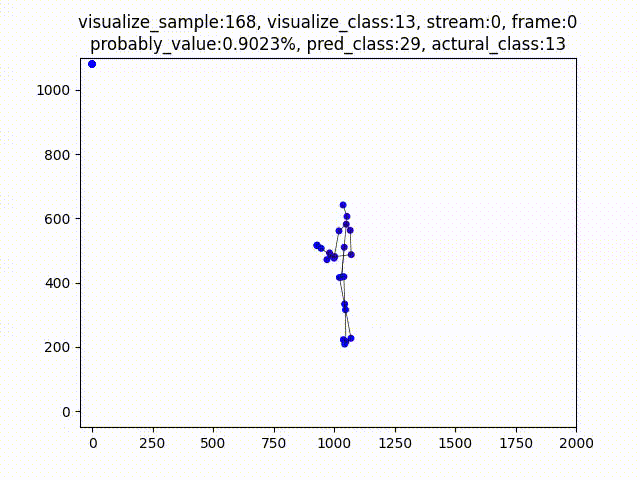 visualize_sample:168, visualize_class:13, stream:0, frame:0
probably_value:0.9023%, pred_class:29, actural_class:13
1000
800
600
400
200
0
0 250 500 750 1000 1250 1500 1750 2000